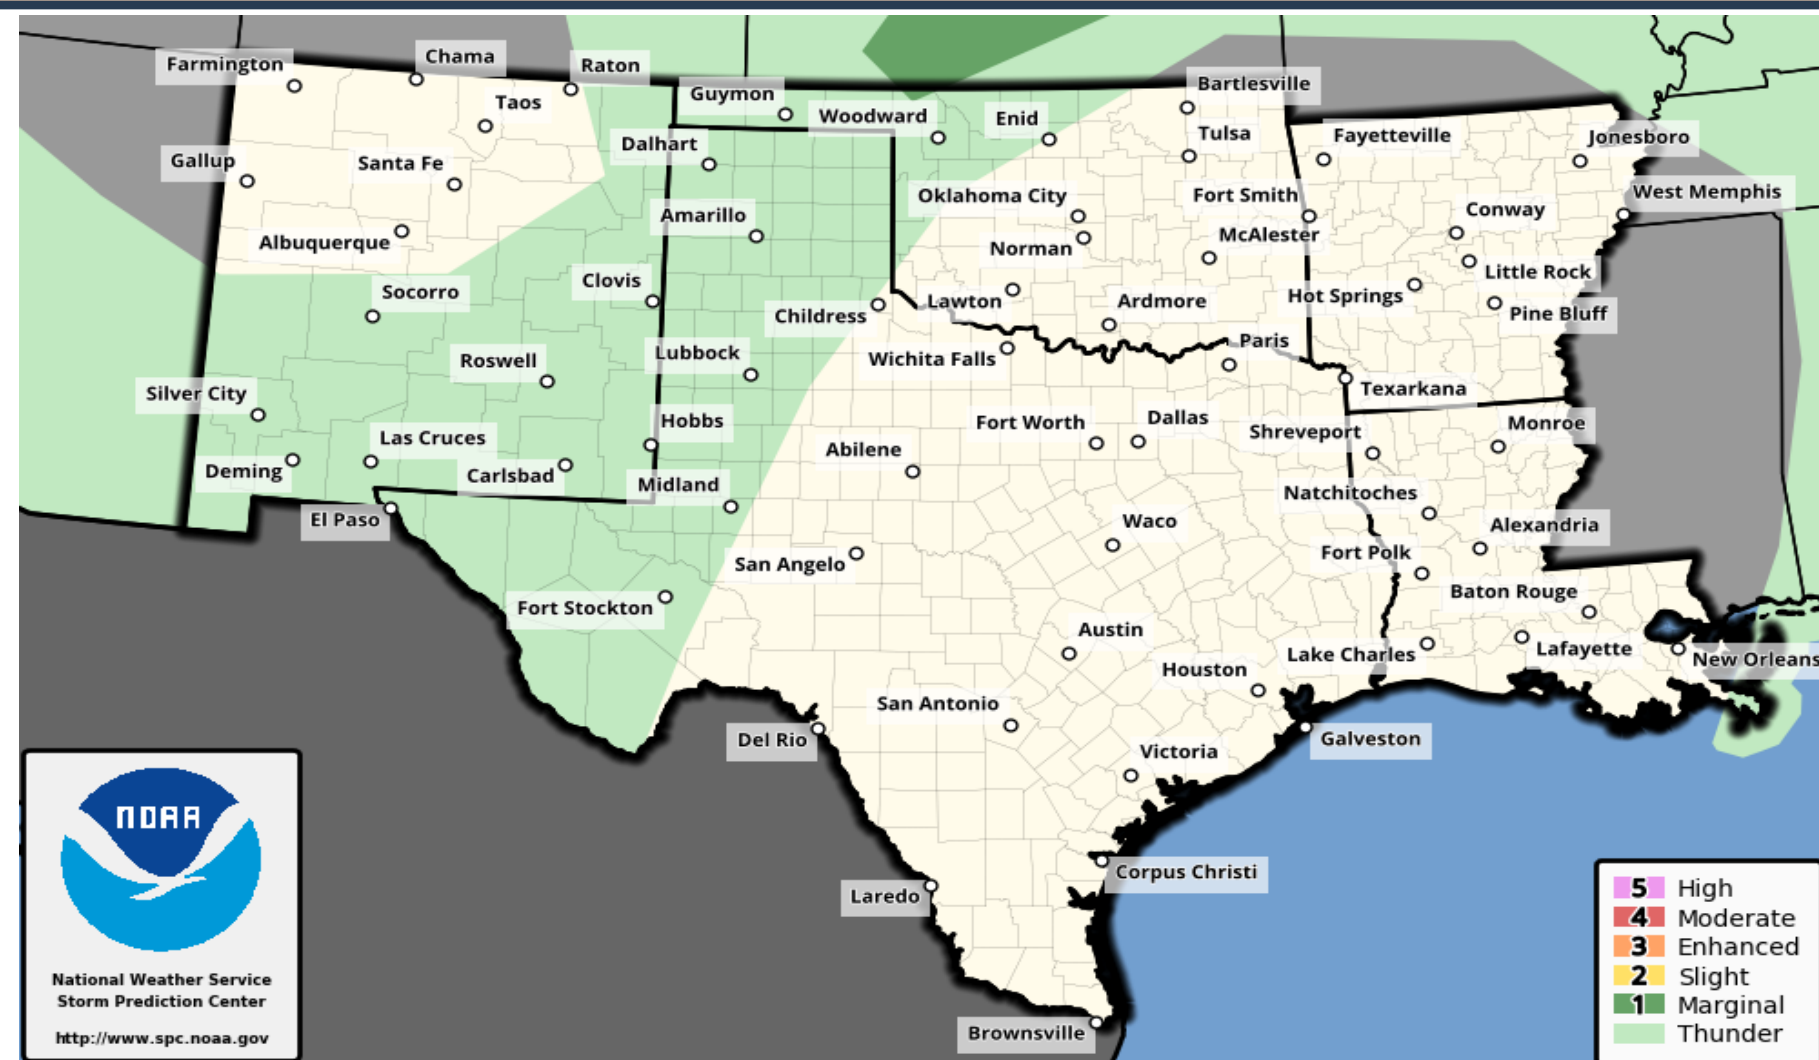 Chama
Farmington
Raton
Taos
Guymon
Bartlesville
Woodward
Enid
Tulsa
Fayetteville
Jonesboro
Dalhart
Gallup
Santa Fe
Oklahoma City
Fort Smith
West Memphis
Conway
Amarillo
Albuquerque
Norman
McAlester
Little Rock
Clovis
Socorro
Lawton
Ardmore
Hot Springs
Pine Bluff
Childress
Paris
Lubbock
Wichita Falls
Roswell
Texarkana
Silver City
Hobbs
Fort Worth
Dallas
Shreveport
Monroe
Las Cruces
Abilene
Deming
Carlsbad
Midland
Natchitoches
El Paso
Waco
Alexandria
San Angelo
Fort Polk
Baton Rouge
Fort Stockton
Austin
Lake Charles
Lafayette
New Orleans
Houston
San Antonio
Del Rio
Galveston
Victoria
Corpus Christi
Laredo
Brownsville
NOAA
National Weather Service
Storm Prediction Center
http://www.spc.noaa.gov
5 High
4 Moderate
3 Enhanced
2 Slight
1 Marginal
Thunder